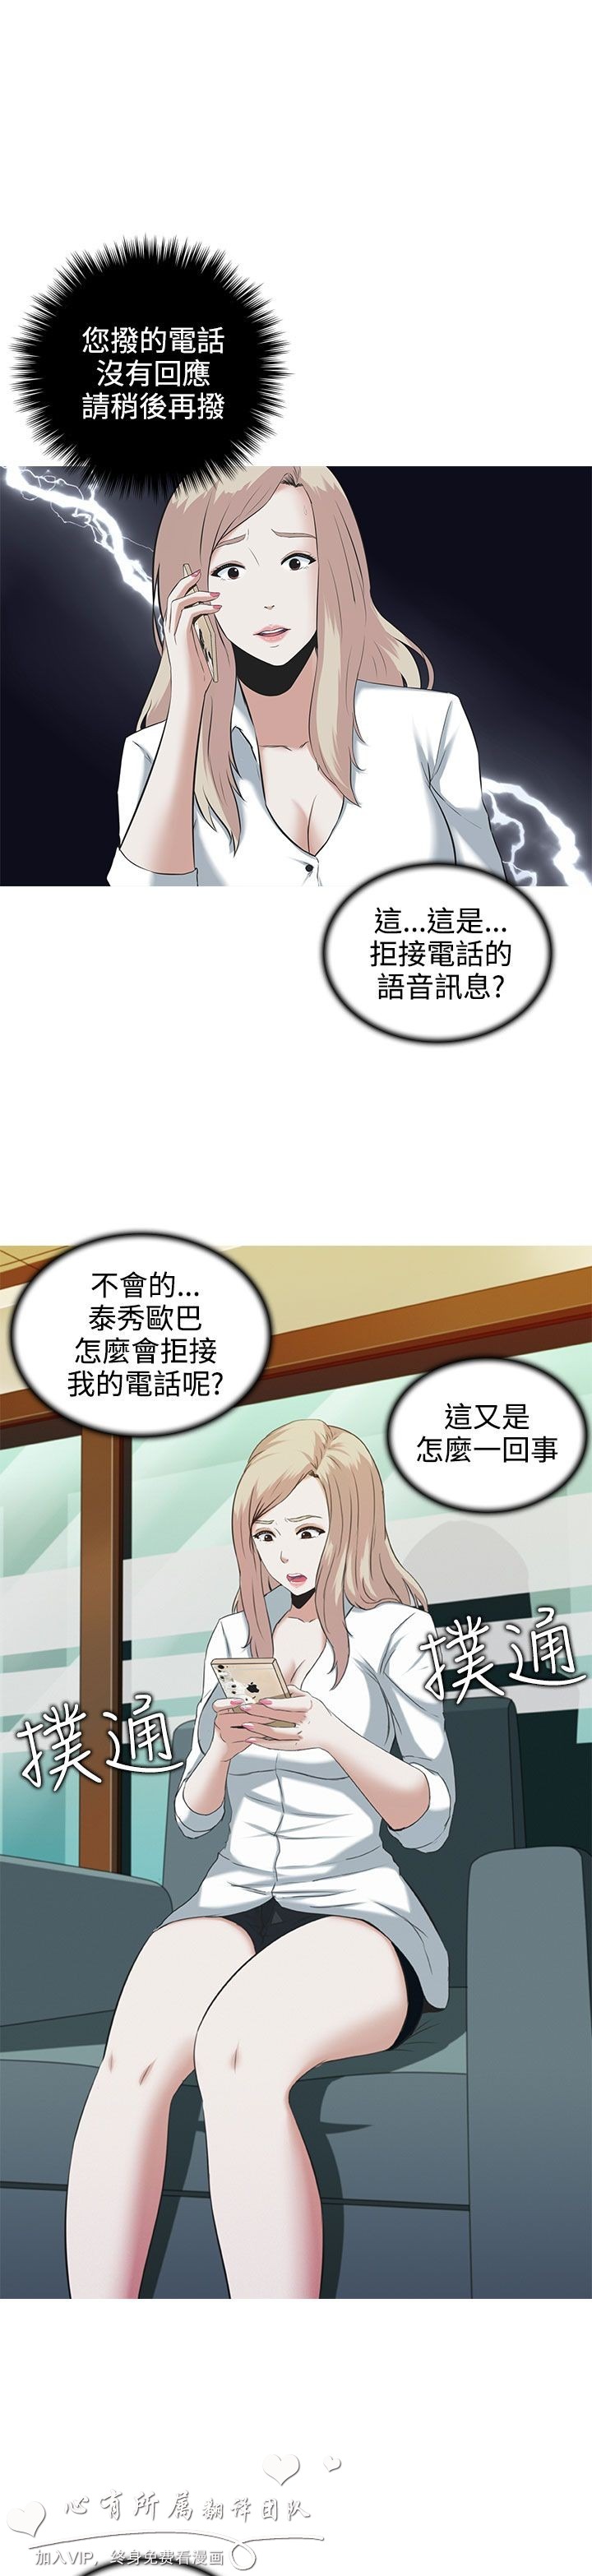 您撥的電話
沒有回應
請稍後再撥
這...這是...
拒接電話的
語音訊息?
不會的...
泰秀歐巴
怎麼會拒接
我的電話呢?
這又是
怎麼一回事
撲通
撲通
心有所属翻译团队
加入VIP，终身免费看漫画